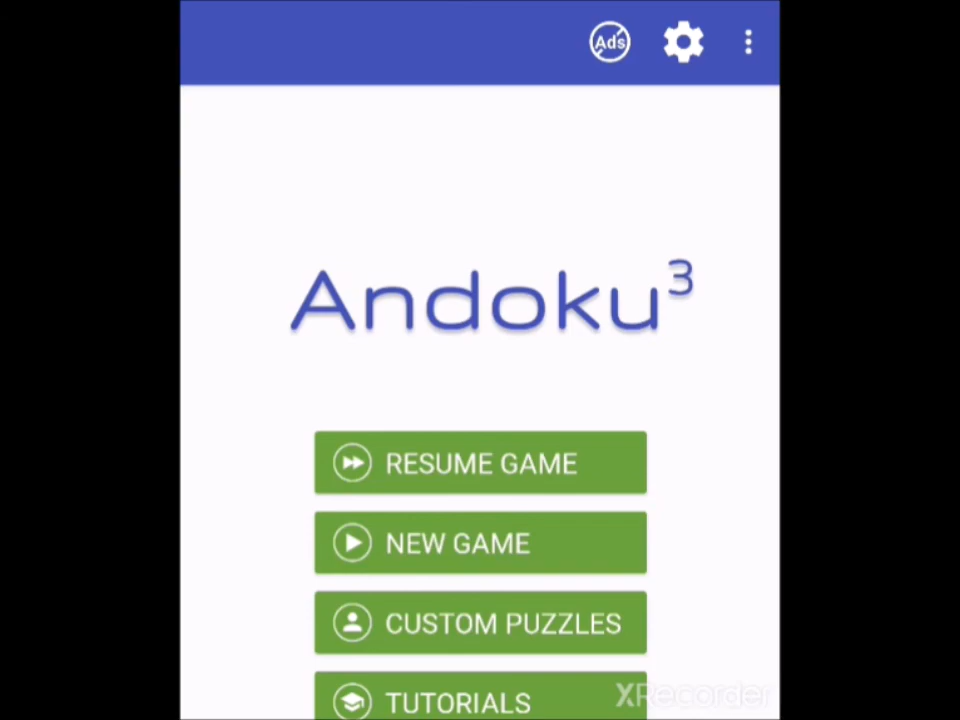 Ads
Andoku³
RESUME GAME
NEW GAME
CUSTOM PUZZLES
TUTORIALS
XRecorder